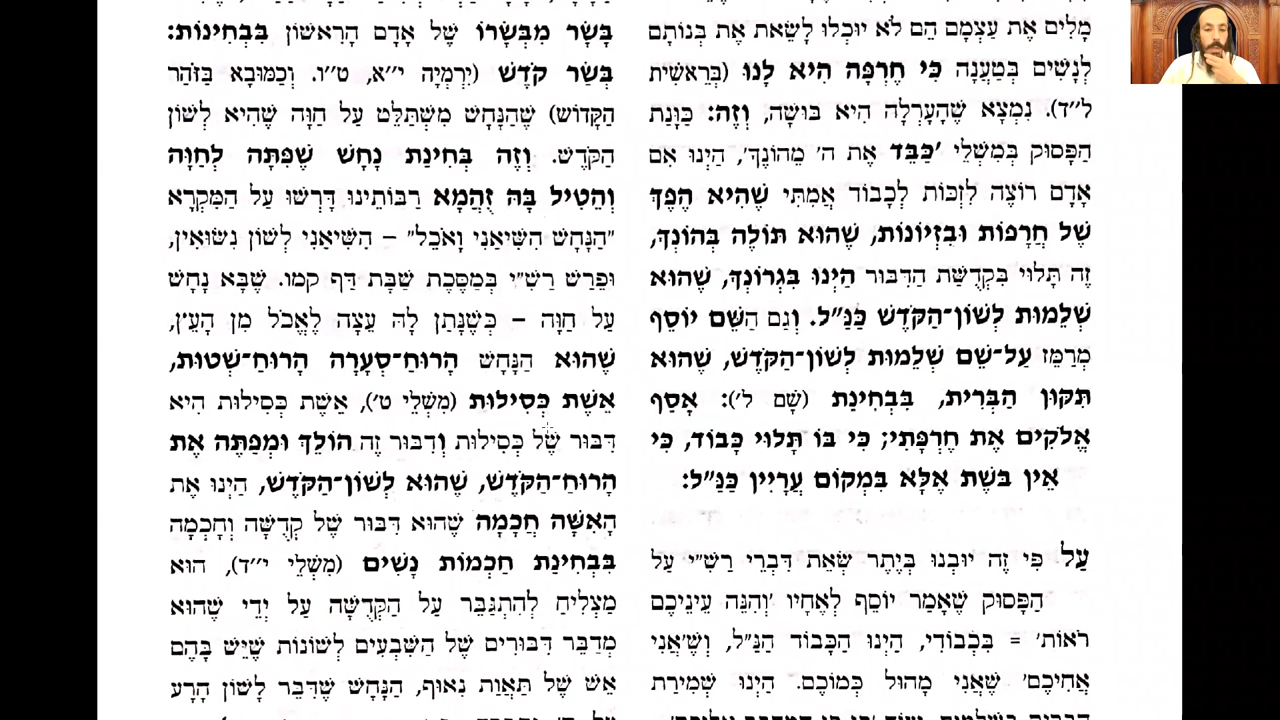 מָלִים אֶת עַצְמָם הֵם לֹא יוּכְלוּ לָשֵׂאת אֶת בְּנוֹתָם
לְנָשִׁים בְּטַעֲנָה כִּי חֶרְפָּה הִיא לָנוּ (בְּרֵאשִׁית
ל״ד). נִמְצָא שֶׁהָעָרְלָה הִיא בּוּשָׁה, וְזֶה: כַּוָּנַת
הַפָּסוּק בְּמִשְׁלֵי ׳כַּבֵּד אֶת ה׳ מֵהוֹנֶךָ׳, הַיְנוּ אִם
אָדָם רוֹצֶה לִזְכּוֹת לְכָבוֹד אֲמִתִּי שֶׁהִיא הֶפֶךְ
שֶׁל חֲרָפוֹת וּבִזְיוֹנוֹת, שֶׁהוּא תּוֹלֶה בְּהוֹנְךָ,
זֶה תָּלוּי בִּקְדֻשַּׁת הַדִּבּוּר הַיְנוּ בִּגְרוֹנְךָ, שֶׁהוּא
שְׁלֵמוּת לְשׁוֹן־הַקֹּדֶשׁ כַּנַּ״ל. וְגַם הַשֵּׁם יוֹסֵף
מְרַמֵּז עַל־שֵׁם שְׁלֵמוּת לְשׁוֹן־הַקֹּדֶשׁ, שֶׁהוּא
תִּקּוּן הַבְּרִית, בִּבְחִינַת (שָׁם ל׳): אָסַף
אֱלֹקִים אֶת חֶרְפָּתִי; כִּי בּוֹ תָּלוּי כָּבוֹד, כִּי
אֵין בֹּשֶׁת אֶלָּא בִּמְקוֹם עֲרָיִין כַּנַּ״ל:
עַל פִּי זֶה יוּבְנוּ בְּיֶתֶר שְׂאֵת דִּבְרֵי רַשִׁ״י עַל
הַפָּסוּק שֶׁאָמַר יוֹסֵף לְאֶחָיו ׳וְהִנֵּה עֵינֵיכֶם
רֹאוֹת׳ = בִּכְבוֹדִי, הַיְנוּ הַכָּבוֹד הַנַּ״ל, וְשֶׁ׳אֲנִי
אֲחִיכֶם׳ שֶׁאֲנִי מָהוּל כְּמוֹכֶם. הַיְנוּ שְׁמִירַת
בָּשָׂר מִבְּשָׂרוֹ שֶׁל אָדָם הָרִאשׁוֹן בִּבְחִינוֹת:
בְּשַׂר קֹדֶשׁ (יִרְמְיָה י״א, ט״ו. וְכַמּוּבָא בַּזֹּהַר
הַקָּדוֹשׁ) שֶׁהַנָּחָשׁ מִשְׁתַּלֵּט עַל חַוָּה שֶׁהִיא לְשׁוֹן
הַקֹּדֶשׁ. וְזֶה בְּחִינַת נָחָשׁ שֶׁפִּתָּה לְחַוָּה
וְהֵטִיל בָּהּ זֻהֲמָא רַבּוֹתֵינוּ דָּרְשׁוּ עַל הַמִּקְרָא
"הַנָּחָשׁ הִשִּׁיאַנִי וָאֹכֵל" – הִשִּׁיאַנִי לְשׁוֹן נִשּׂוּאִין,
וּפֵרַשׁ רַשִׁ״י בְּמַסֶּכֶת שַׁבָּת דַּף קמו. שֶׁבָּא נָחָשׁ
עַל חַוָּה – כְּשֶׁנָּתַן לָהּ עֵצָה לֶאֱכֹל מִן הָעֵץ,
שֶׁהוּא הַנָּחָשׁ הָרוּחַ־סְעָרָה הָרוּחַ־שְׁטוּת,
אֵשֶׁת כְּסִילוּת (מִשְׁלֵי ט׳), אֵשֶׁת כְּסִילוּת הִיא
דִּבּוּר שֶׁל כְּסִילוּת וְדִבּוּר זֶה הוֹלֵךְ וּמְפַתֶּה אֶת
הָרוּחַ־הַקֹּדֶשׁ, שֶׁהוּא לְשׁוֹן־הַקֹּדֶשׁ, הַיְנוּ אֶת
הָאִשָּׁה חֲכָמָה שֶׁהוּא דִּבּוּר שֶׁל קְדֻשָּׁה וְחָכְמָה
בִּבְחִינַת חַכְמוֹת נָשִׁים (מִשְׁלֵי י״ד), הוּא
מַצְלִיחַ לְהִתְגַּבֵּר עַל הַקְּדֻשָּׁה עַל יְדֵי שֶׁהוּא
מְדַבֵּר דִּבּוּרִים שֶׁל הַשִּׁבְעִים לְשׁוֹנוֹת שֶׁיֵּשׁ בָּהֶם
אֵשׁ שֶׁל תַּאֲוַת נִאוּף, הַנָּחָשׁ שֶׁדִּבֵּר לָשׁוֹן הָרָע